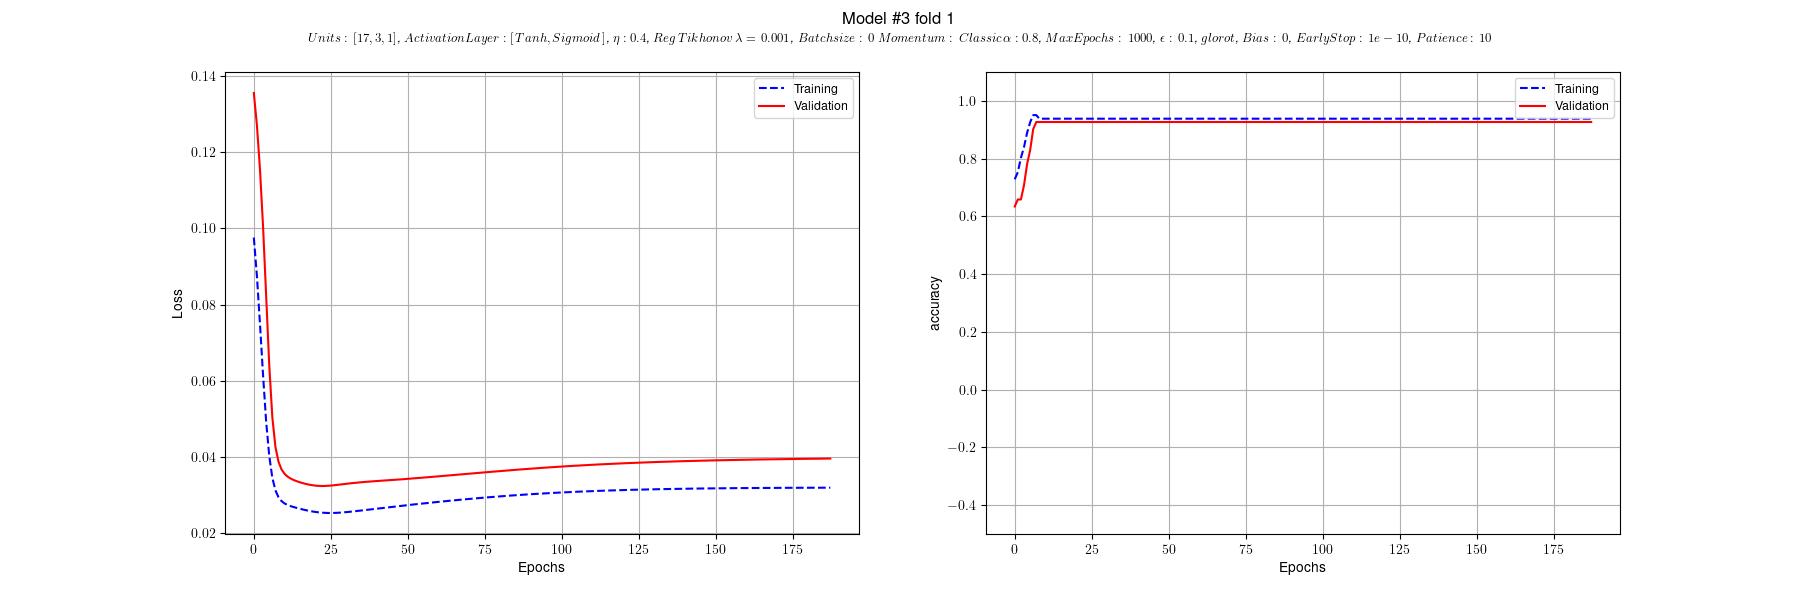 Model #3 fold 1
Units : [17, 3, 1], ActivationLayer : [Tanh, Sigmoid], η : 0.4, Reg Tikhonov λ = 0.001, Batchsize : 0 Momentum : Classicα : 0.8, MaxEpochs : 1000, ϵ : 0.1, glorot, Bias : 0, EarlyStop : 1e − 10, Patience : 10
Loss
0.14
0.12
0.10
0.08
0.06
0.04
0.02
Training
Validation
0 25 50 75 100 125 150 175
Epochs
accuracy
1.0
0.8
0.6
0.4
0.2
0.0
−0.2
−0.4
Training
Validation
0 25 50 75 100 125 150 175
Epochs